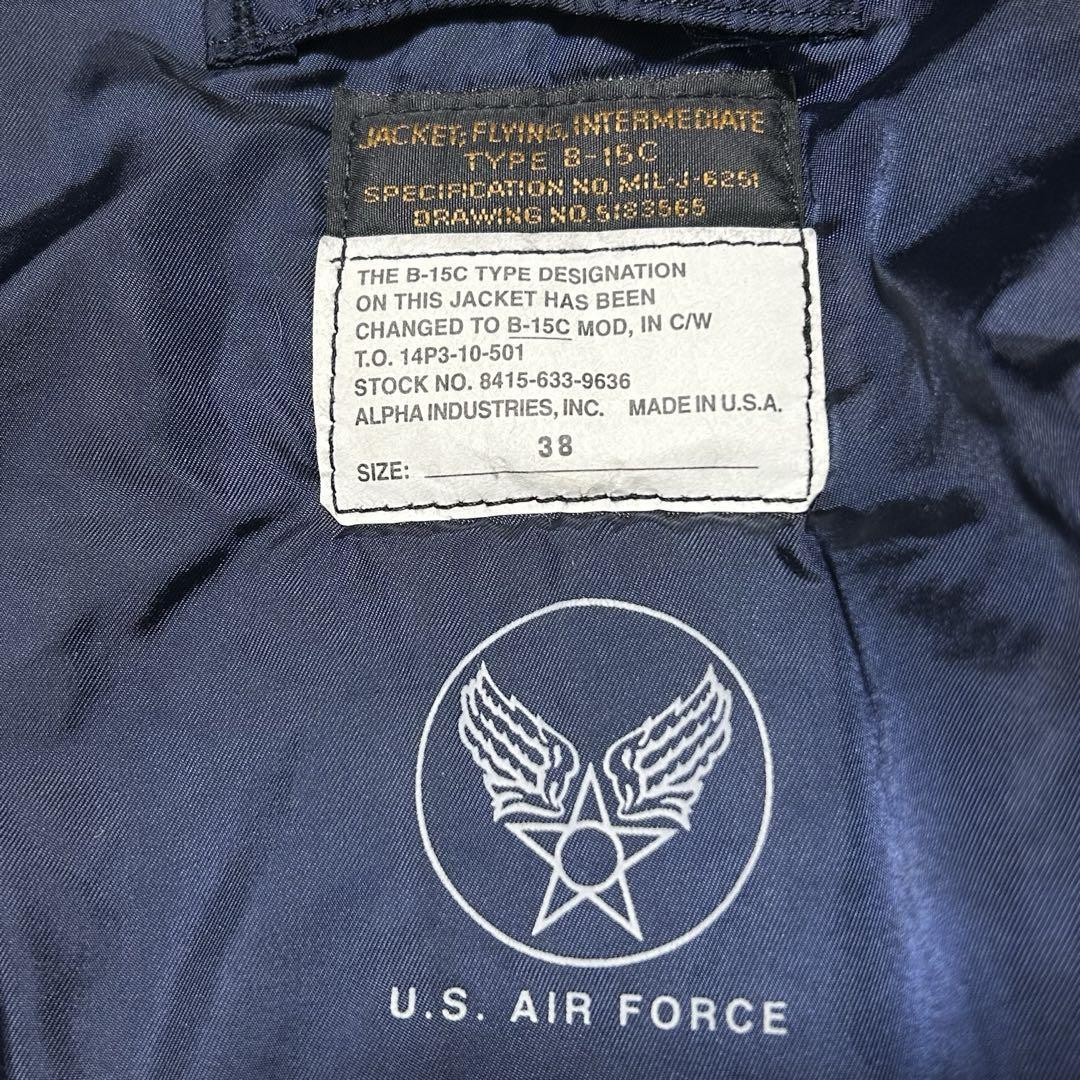 JACKET, FLYING, INTERMEDIATE
TYPE B-15C
SPECIFICATION NO. MIL-J-6251
DRAWING NO. 5183565
THE B-15C TYPE DESIGNATION
ON THIS JACKET HAS BEEN
CHANGED TO B-15C MOD, IN C/W
T.O. 14P3-10-501
STOCK NO. 8415-633-9636
ALPHA INDUSTRIES, INC. MADE IN U.S.A.
38
SIZE:
U.S. AIR FORCE